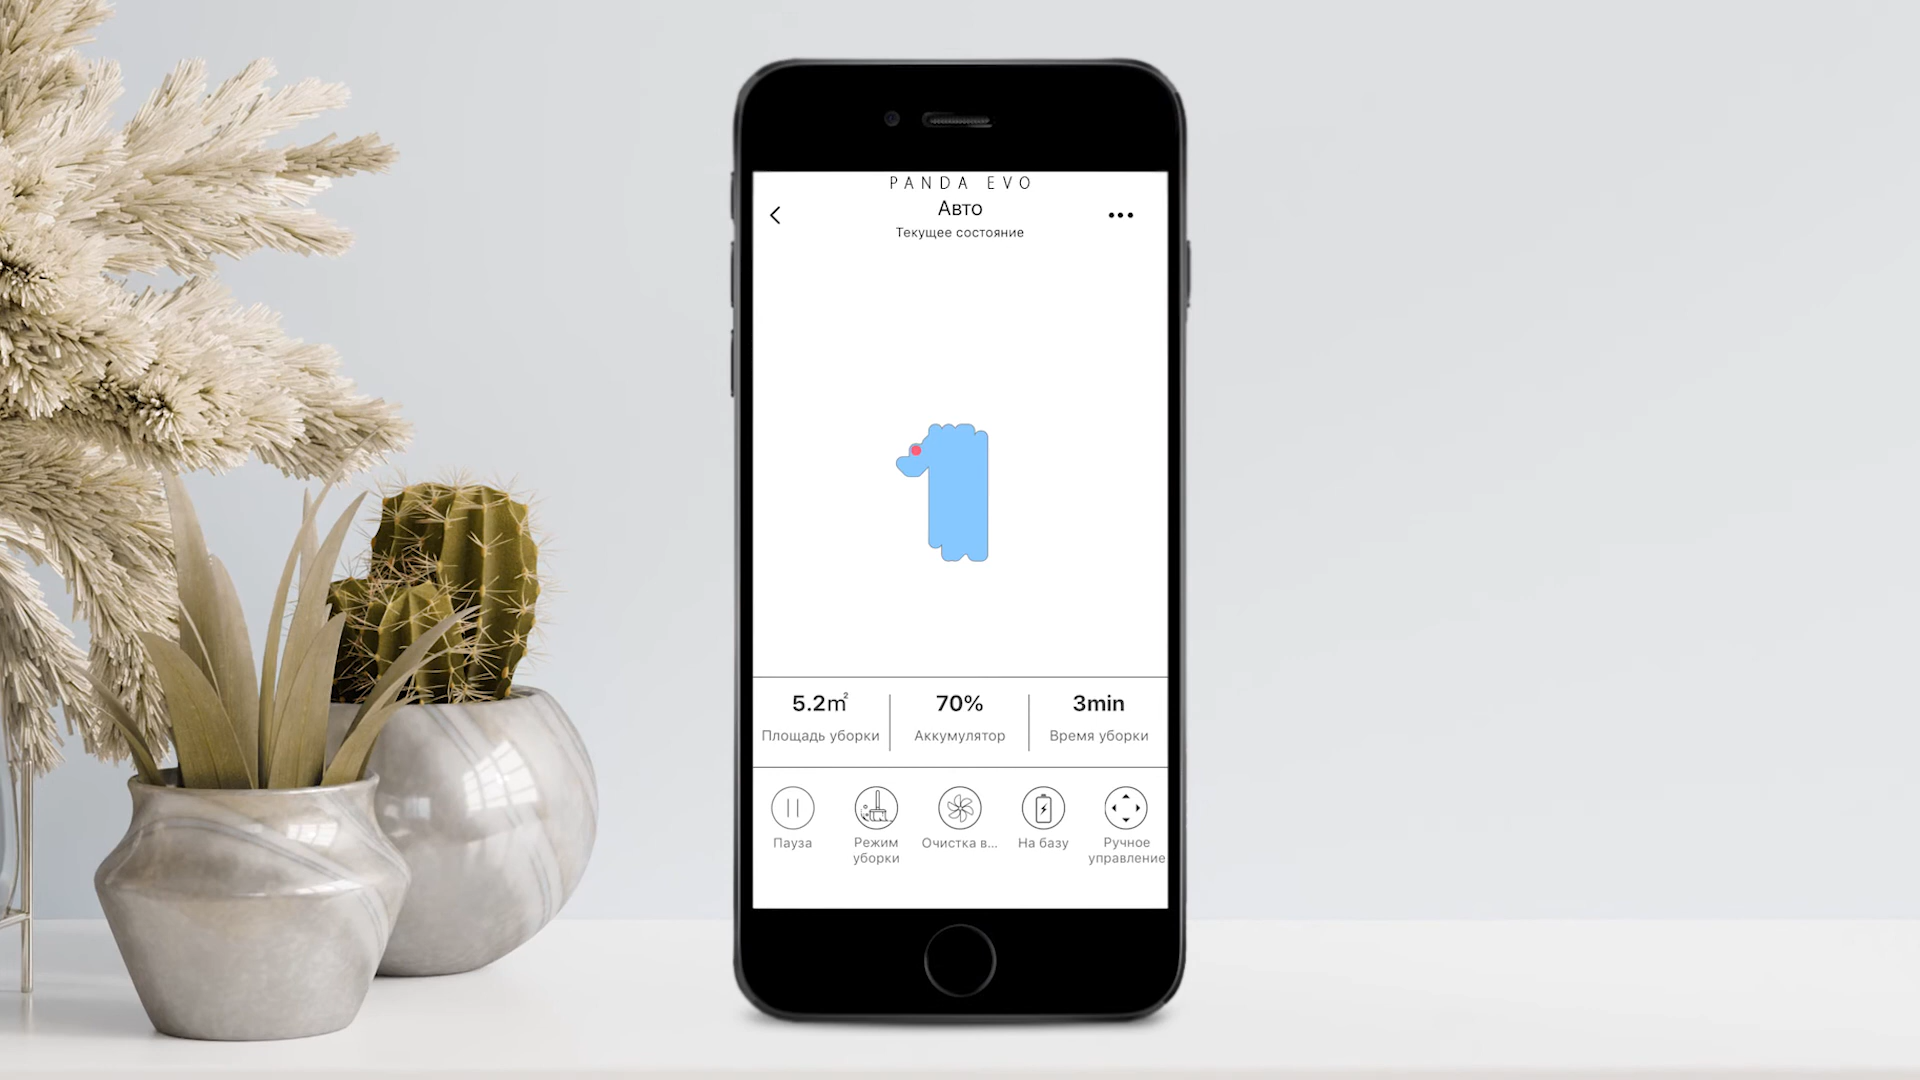 PANDA EVO
Авто
Текущее состояние
5.2㎡ 70% 3min
Площадь уборки Аккумулятор Время уборки
Пауза Режим уборки Очистка в... На базу Ручное управление